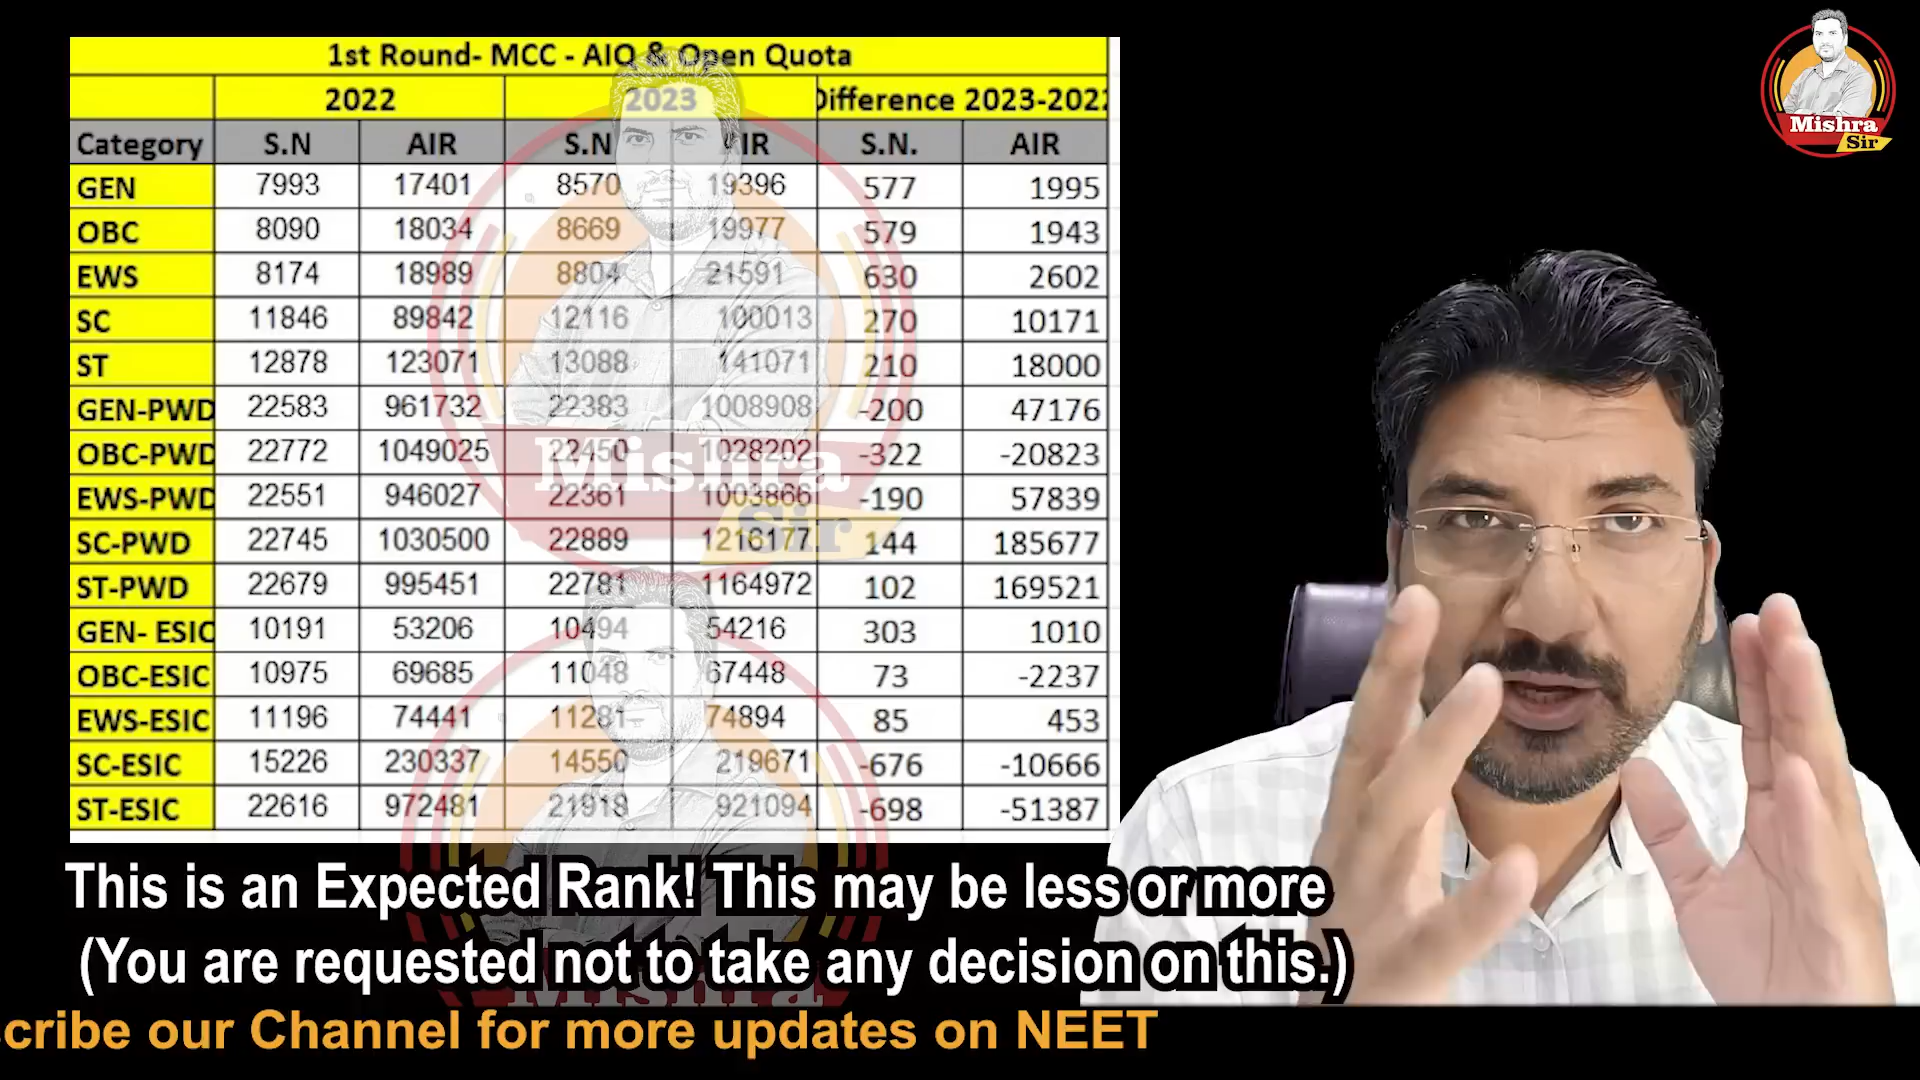 1st Round- MCC - AIQ & Open Quota
2022 2023 Difference 2023-2022
Category S.N AIR S.N AIR S.N. AIR
GEN 7993 17401 8570 19396 577 1995
OBC 8090 18034 8669 19977 579 1943
EWS 8174 18989 8804 21591 630 2602
SC 11846 89842 12116 100013 270 10171
ST 12878 123071 13088 141071 210 18000
GEN-PWD 22583 961732 22383 1008908 -200 47176
OBC-PWD 22772 1049025 22450 1028202 -322 -20823
EWS-PWD 22551 946027 22361 1003866 -190 57839
SC-PWD 22745 1030500 22889 1216177 144 185677
ST-PWD 22679 995451 22781 1164972 102 169521
GEN- ESIC 10191 53206 10494 54216 303 1010
OBC-ESIC 10975 69685 11048 67448 73 -2237
EWS-ESIC 11196 74441 11281 74894 85 453
SC-ESIC 15226 230337 14550 219671 -676 -10666
ST-ESIC 22616 972481 21918 921094 -698 -51387
Mishra
Sir
Mishra
Mishra
Sir
This is an Expected Rank! This may be less or more
(You are requested not to take any decision on this.)
cribe our Channel for more updates on NEET